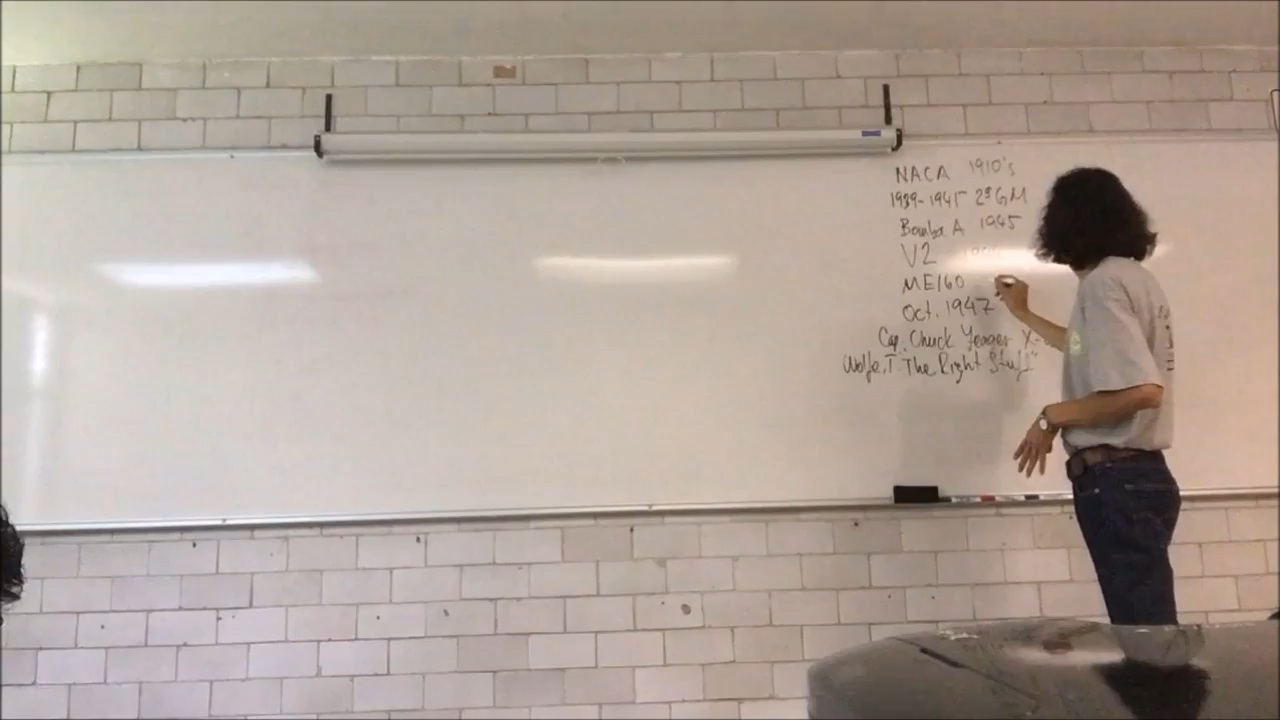 NACA 1910's
1939-1945 2ª GM
Bomba A 1945
V2
ME160
Oct. 1947
Cap. Chuck Yeager X-
Wolfe, T. "The Right Stuff"